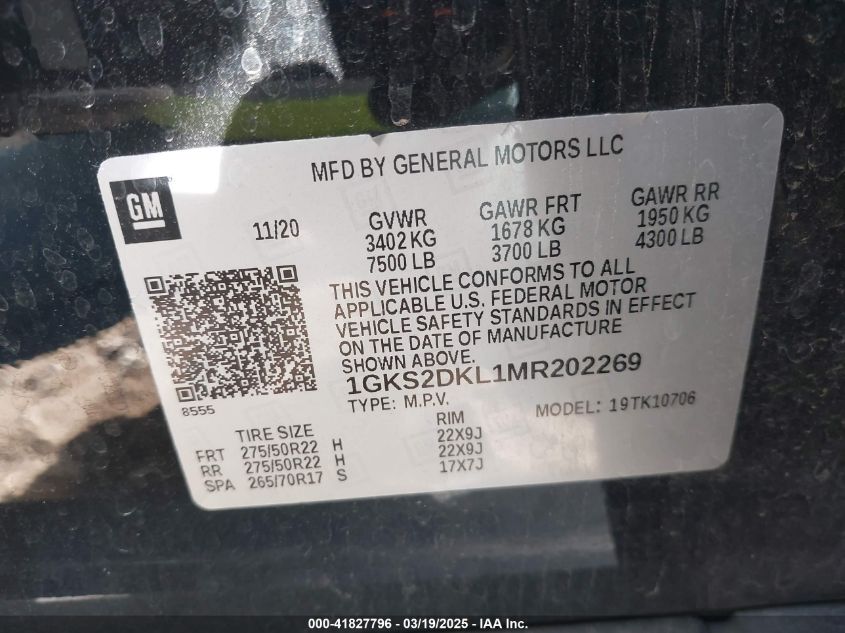 MFD BY GENERAL MOTORS LLC
GM
11/20
GVWR GAWR FRT GAWR RR
3402 KG 1678 KG 1950 KG
7500 LB 3700 LB 4300 LB
THIS VEHICLE CONFORMS TO ALL
APPLICABLE U.S. FEDERAL MOTOR
VEHICLE SAFETY STANDARDS IN EFFECT
ON THE DATE OF MANUFACTURE
SHOWN ABOVE.
1GKS2DKL1MR202269
8555
TYPE: M.P.V. MODEL: 19TK10706
TIRE SIZE RIM
FRT 275/50R22 H 22X9J
RR 275/50R22 H 22X9J
SPA 265/70R17 S 17X7J
000-41827796 - 03/19/2025 - IAAI.com